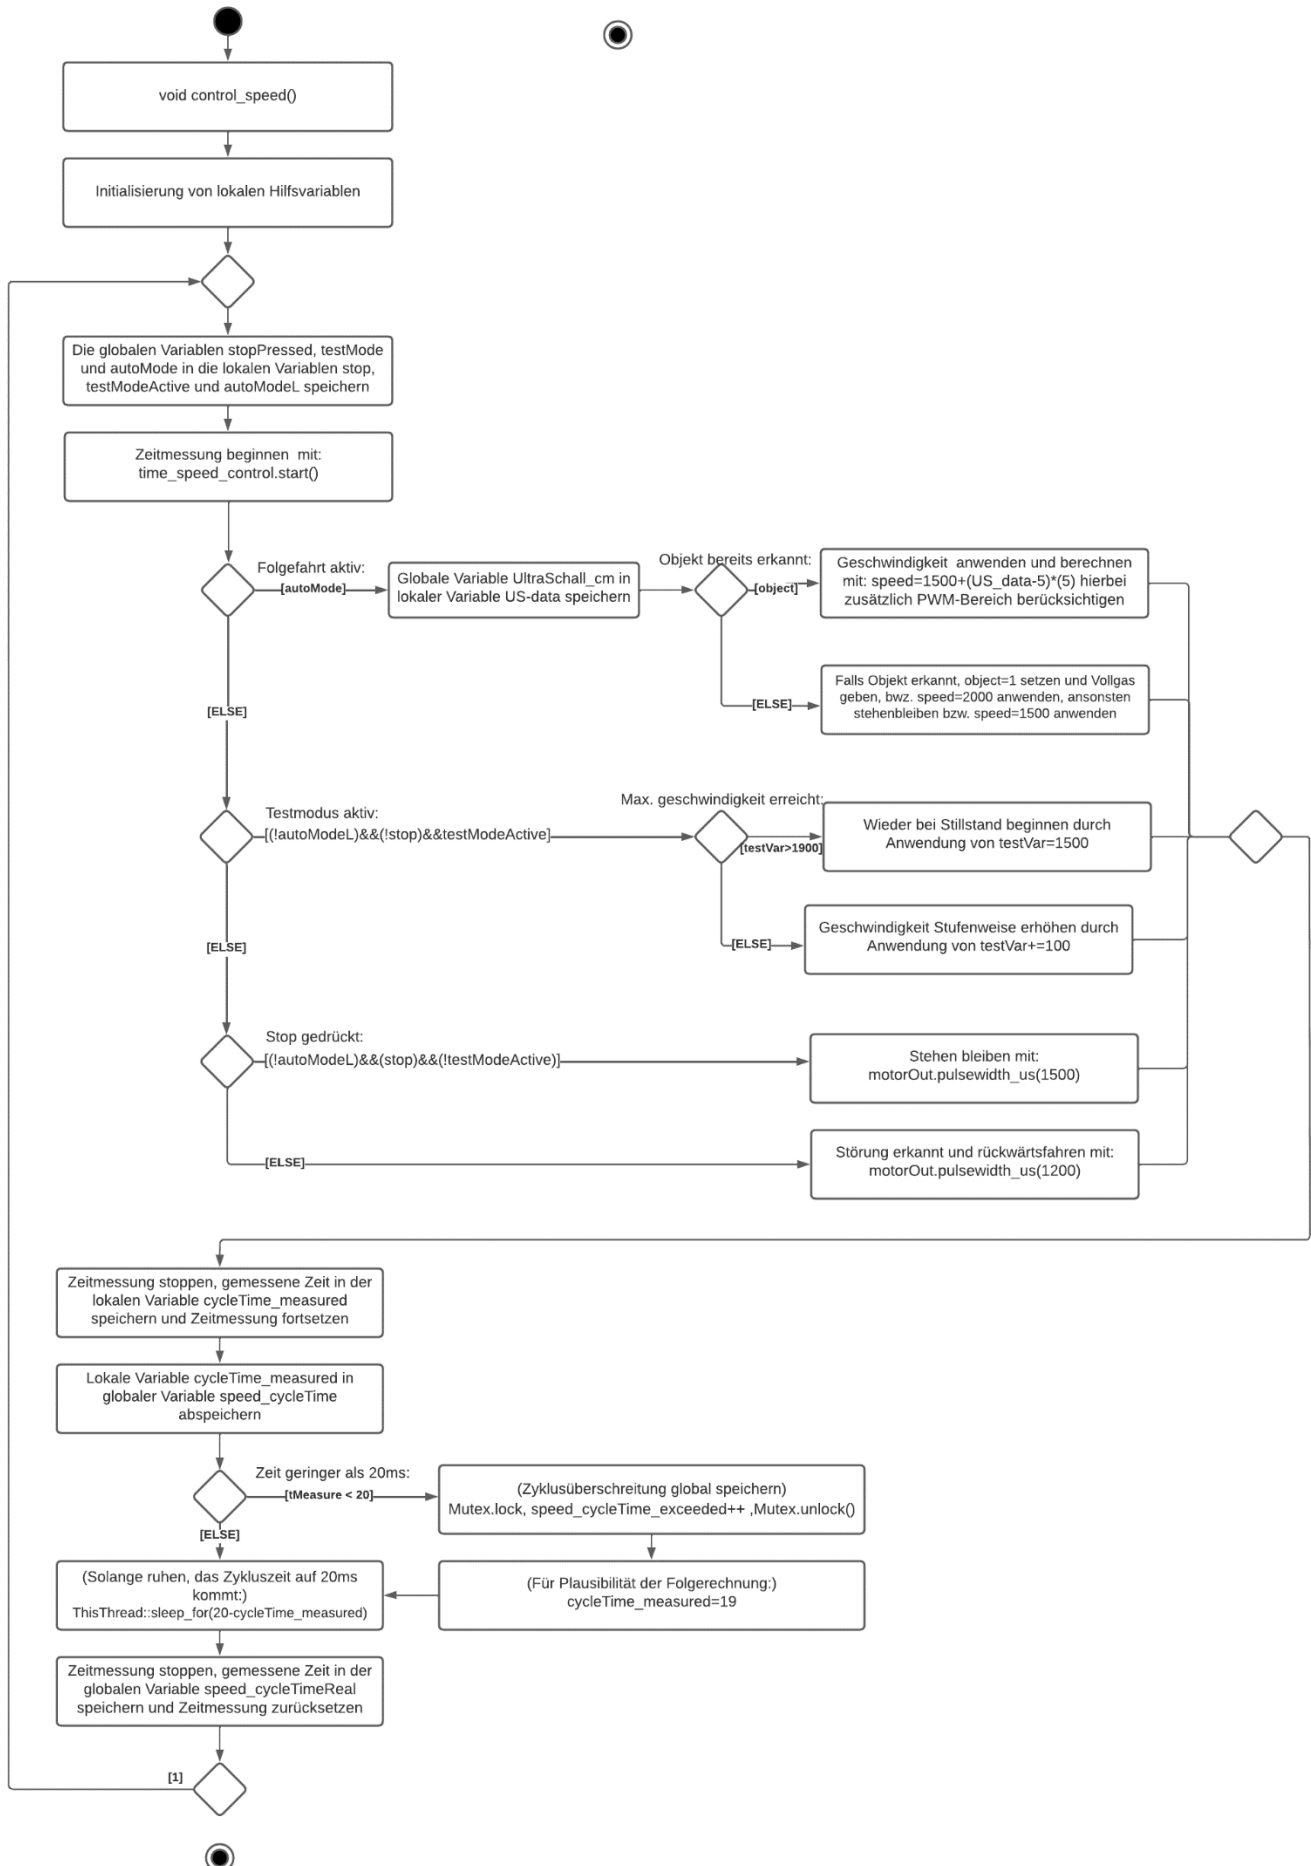 void control_speed()
Initialisierung von lokalen Hilfsvariablen
Die globalen Variablen stopPressed, testMode
und autoMode in die lokalen Variablen stop,
testModeActive und autoModeL speichern
Zeitmessung beginnen  mit:
time_speed_control.start()
Folgefahrt aktiv:
[autoMode]
Globale Variable UltraSchall_cm in
lokaler Variable US-data speichern
Objekt bereits erkannt:
[object]
Geschwindigkeit  anwenden und berechnen
mit: speed=1500+(US_data-5)*(5) hierbei
zusätzlich PWM-Bereich berücksichtigen
[ELSE]
Falls Objekt erkannt, object=1 setzen und Vollgas
geben, bwz. speed=2000 anwenden, ansonsten
stehenbleiben bzw. speed=1500 anwenden
[ELSE]
Testmodus aktiv:
[(!autoModeL)&&(!stop)&&testModeActive]
Max. geschwindigkeit erreicht:
[testVar>1900]
Wieder bei Stillstand beginnen durch
Anwendung von testVar=1500
[ELSE]
Geschwindigkeit Stufenweise erhöhen durch
Anwendung von testVar+=100
[ELSE]
Stop gedrückt:
[(!autoModeL)&&(stop)&&(!testModeActive)]
Stehen bleiben mit:
motorOut.pulsewidth_us(1500)
[ELSE]
Störung erkannt und rückwärtsfahren mit:
motorOut.pulsewidth_us(1200)
Zeitmessung stoppen, gemessene Zeit in der
lokalen Variable cycleTime_measured
speichern und Zeitmessung fortsetzen
Lokale Variable cycleTime_measured in
globaler Variable speed_cycleTime
abspeichern
Zeit geringer als 20ms:
[tMeasure < 20]
(Zyklusüberschreitung global speichern)
Mutex.lock, speed_cycleTime_exceeded++ ,Mutex.unlock()
[ELSE]
(Solange ruhen, das Zykluszeit auf 20ms
kommt:)
ThisThread::sleep_for(20-cycleTime_measured)
(Für Plausibilität der Folgerechnung:)
cycleTime_measured=19
Zeitmessung stoppen, gemessene Zeit in der
globalen Variable speed_cycleTimeReal
speichern und Zeitmessung zurücksetzen
[1]